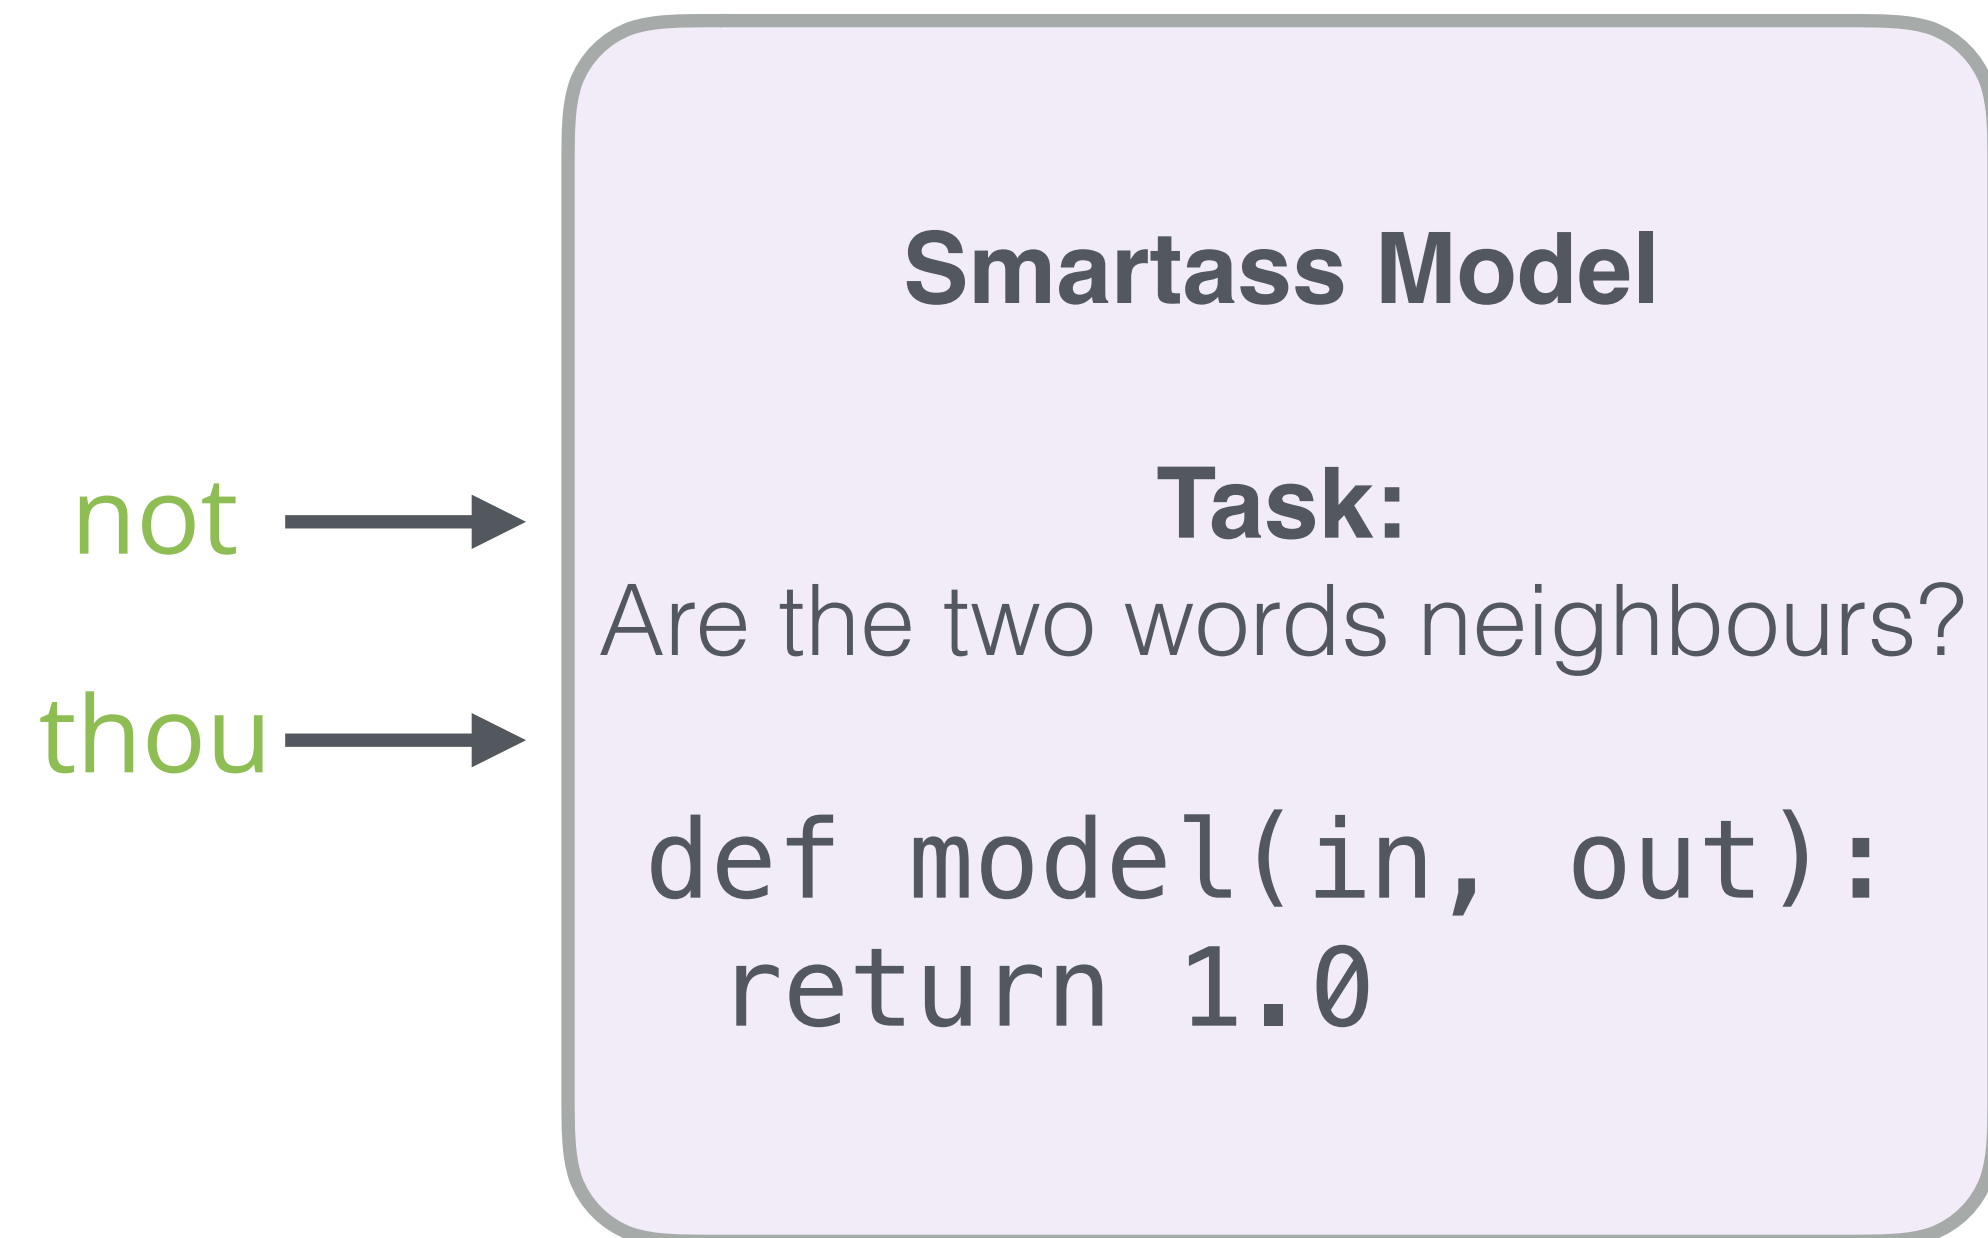 Smartass Model
Task:
not
Are the two words neighbours?
thou
def model(in, out):
return 1.0